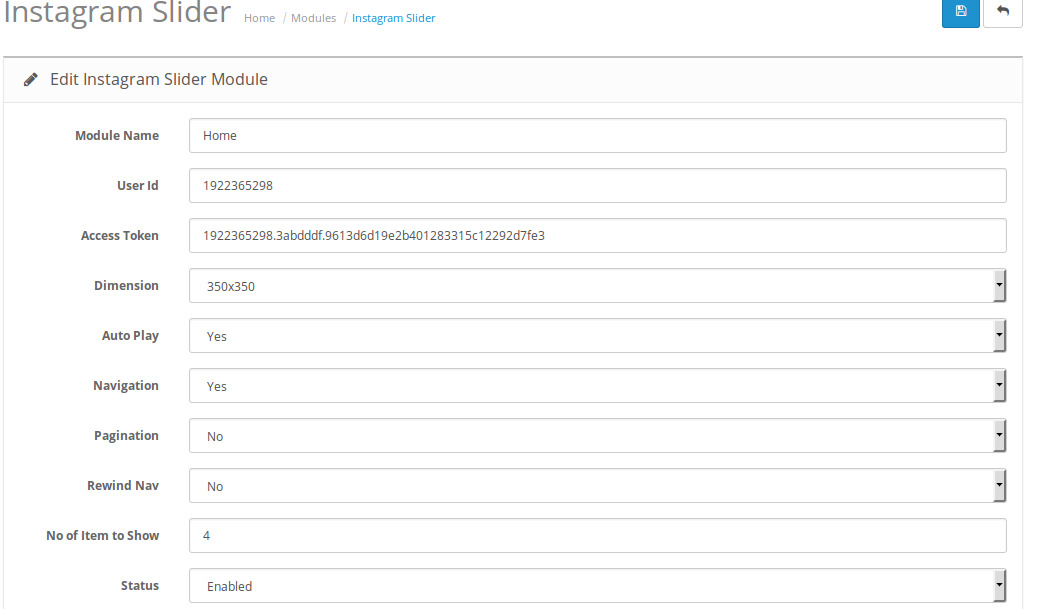 Instagram Slider Home / Modules / Instagram Slider
Edit Instagram Slider Module
Module Name Home
User Id 1922365298
Access Token 1922365298.3abdddf.9613d6d19e2b401283315c12292d7fe3
Dimension 350x350
Auto Play Yes
Navigation Yes
Pagination No
Rewind Nav No
No of Item to Show 4
Status Enabled